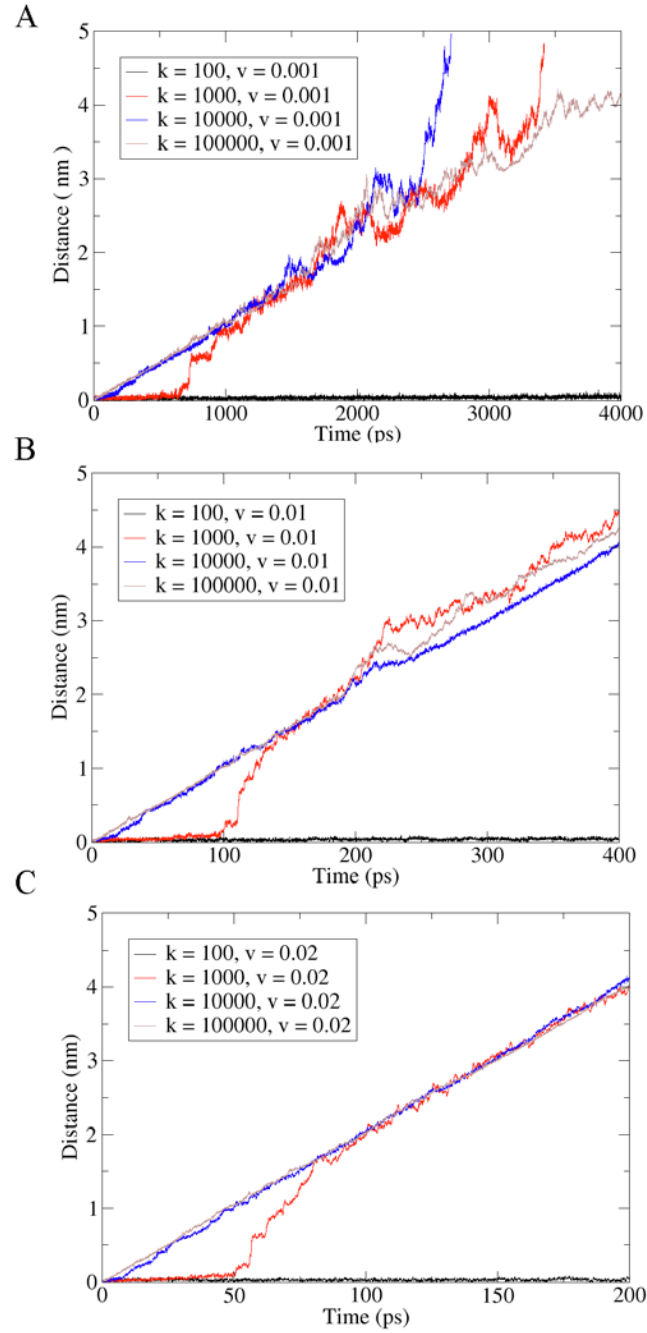 A
5
k = 100, v = 0.001
k = 1000, v = 0.001
k = 10000, v = 0.001
k = 100000, v = 0.001
4
3
2
1
0
Distance ( nm )
0 1000 2000 3000 4000
Time (ps)
B
5
k = 100, v = 0.01
k = 1000, v = 0.01
k = 10000, v = 0.01
k = 100000, v = 0.01
4
3
2
1
0
Distance (nm)
0 100 200 300 400
Time (ps)
C
5
k = 100, v = 0.02
k = 1000, v = 0.02
k = 10000, v = 0.02
k = 100000, v = 0.02
4
3
2
1
0
Distance (nm)
0 50 100 150 200
Time (ps)